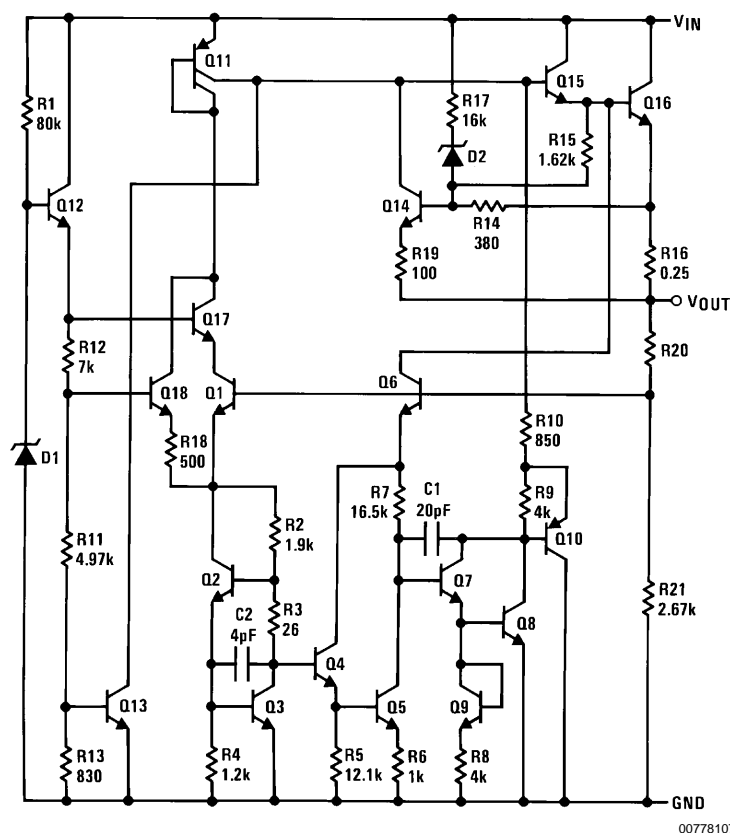 VIN
Q11
Q15
Q16
R1
80k
R17
16k
R15
1.62k
D2
Q12
Q14
R14
380
R19
100
R16
0.25
VOUT
Q17
R12
7k
R20
Q18
Q1
Q6
R18
500
R10
850
D1
R7
16.5k
C1
20pF
R9
4k
Q10
R2
1.9k
R11
4.97k
Q2
Q7
R21
2.67k
R3
26
C2
4pF
Q8
Q4
Q13
Q3
Q5
Q9
R13
830
R4
1.2k
R5
12.1k
R6
1k
R8
4k
GND